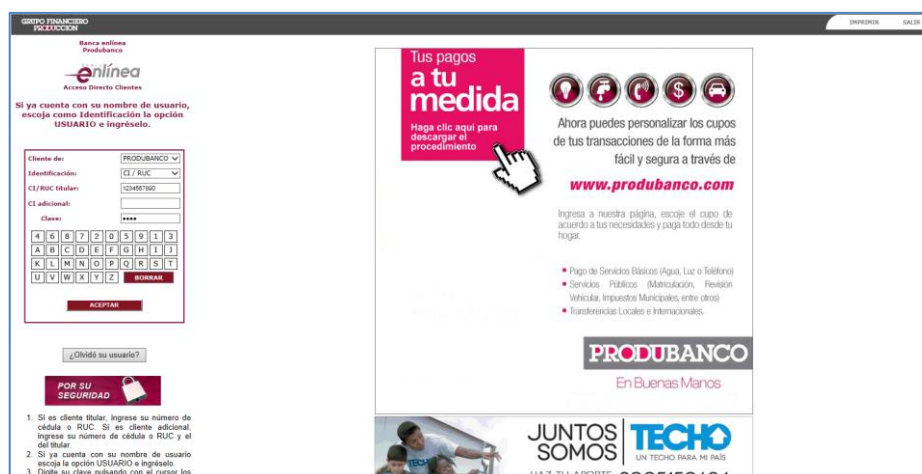 GRUPO FINANCIERO
PRODUCCION
IMPRIMIR SALIR
Banca enlínea
Produbanco
enlínea
Acceso Directo Clientes
Si ya cuenta con su nombre de usuario,
escoja como Identificación la opción
USUARIO e ingréselo.
Cliente de: PRODUBANCO
Identificación: CI / RUC
CI/RUC titular: 1234567890
CI adicional:
Clave: ••••
4 6 8 7 2 0 5 9 1 3
A B C D E F G H I J
K L M N O P Q R S T
U V W X Y Z BORRAR
ACEPTAR
¿Olvidó su usuario?
POR SU
SEGURIDAD
1. Si es cliente titular, ingrese su número de
cédula o RUC. Si es cliente adicional,
ingrese su número de cédula o RUC y el
del titular.
2. Si ya cuenta con su nombre de usuario
escoja la opción USUARIO e ingréselo.
3. Digite su clave pulsando con el cursor los
Tus pagos
a tu
medida
Haga clic aqui para
descargar el
procedimiento
Ahora puedes personalizar los cupos
de tus transacciones de la forma más
fácil y segura a través de
www.produbanco.com
Ingresa a nuestra página, escoje el cupo de
acuerdo a tus necesidades y paga todo desde tu
hogar.
• Pago de Servicios Básicos (Agua, Luz o Teléfono)
• Servicios Públicos (Matriculación, Revisión
Vehicular, Impuestos Municipales, entre otros)
• Transferencias Locales e Internacionales.
PRODUBANCO
En Buenas Manos
JUNTOS
SOMOS
TECHO
UN TECHO PARA MI PAÍS
HAZ TU APORTE